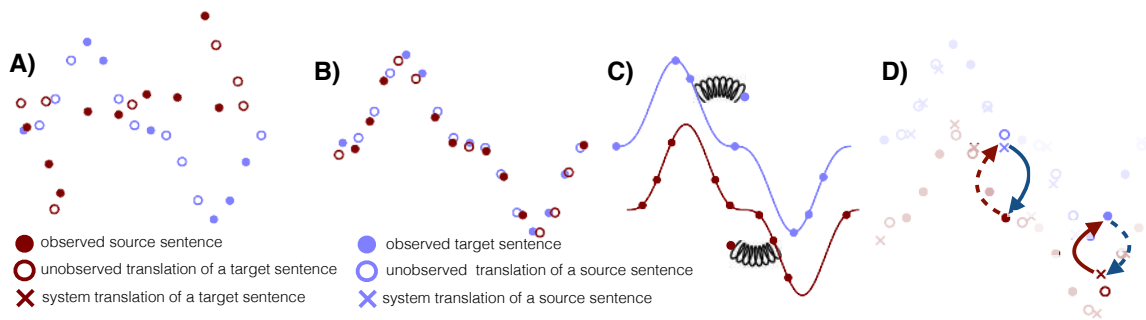 A)
B)
C)
D)
observed source sentence
unobserved translation of a target sentence
system translation of a target sentence
observed target sentence
unobserved translation of a source sentence
system translation of a source sentence